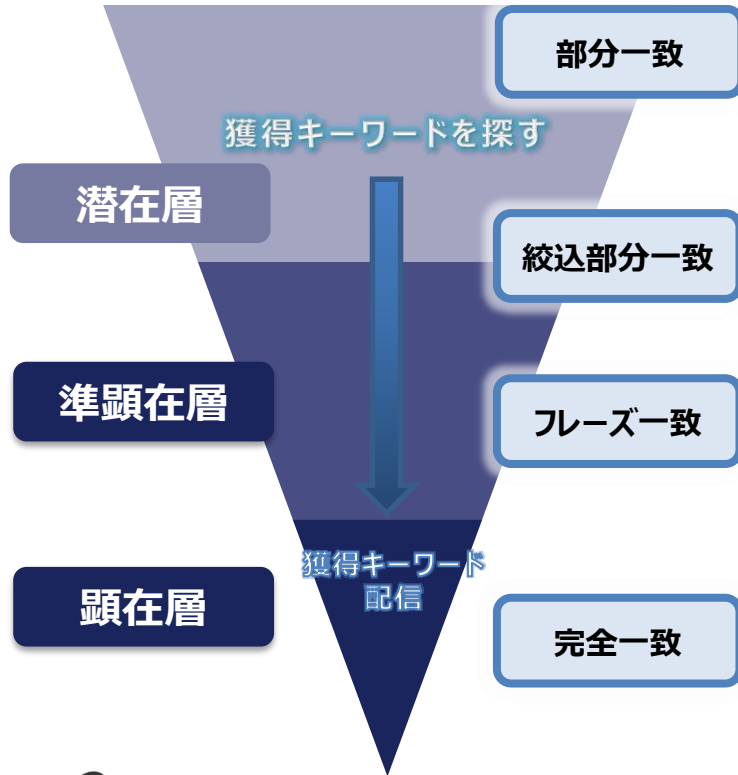 部分一致
獲得キーワードを探す
潜在層
絞込部分一致
準顕在層
フレーズ一致
獲得キーワード
配信
顕在層
完全一致